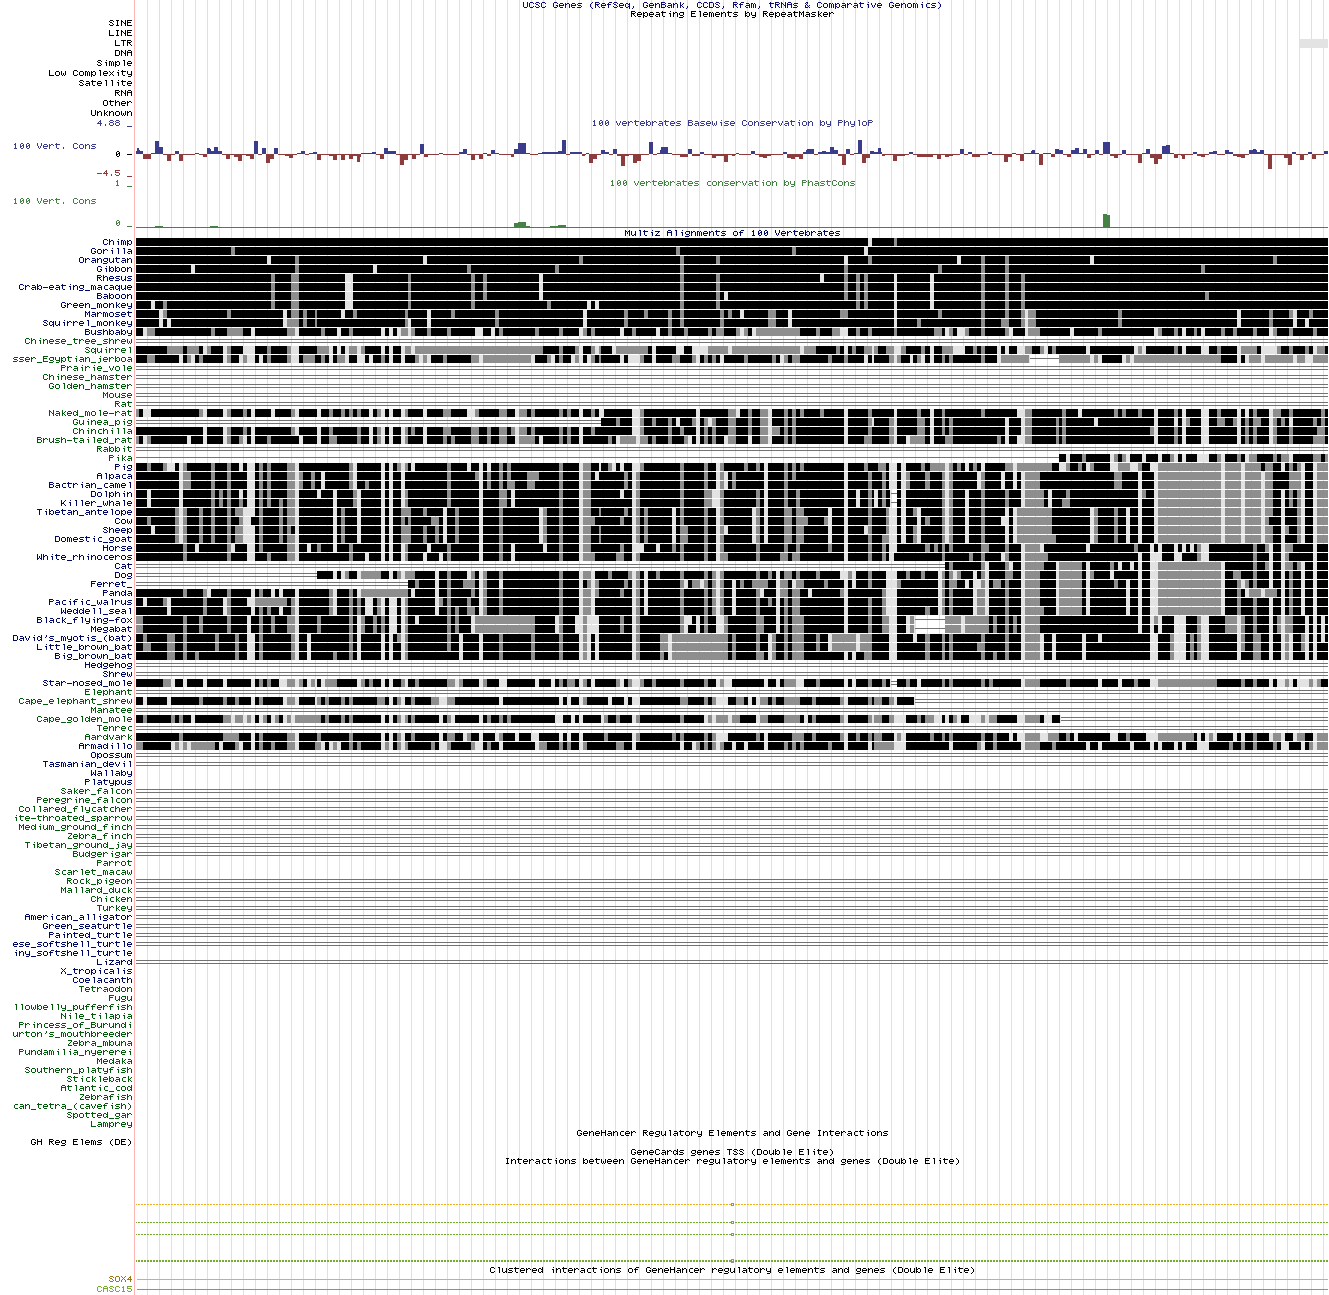 UCSC Genes (RefSeq, GenBank, CCDS, Rfam, tRNAs & Comparative Genomics)
Repeating Elements by RepeatMasker
SINE
LINE
LTR
DNA
Simple
Low Complexity
Satellite
RNA
Other
Unknown
4.88 _
100 vertebrates Basewise Conservation by PhyloP
100 Vert. Cons
0 _
-4.5 _
1 _
100 vertebrates conservation by PhastCons
100 Vert. Cons
0 _
Multiz Alignments of 100 Vertebrates
Chimp
Gorilla
Orangutan
Gibbon
Rhesus
Crab-eating_macaque
Baboon
Green_monkey
Marmoset
Squirrel_monkey
Bushbaby
Chinese_tree_shrew
Squirrel
sser_Egyptian_jerboa
Prairie_vole
Chinese_hamster
Golden_hamster
Mouse
Rat
Naked_mole-rat
Guinea_pig
Chinchilla
Brush-tailed_rat
Rabbit
Pika
Pig
Alpaca
Bactrian_camel
Dolphin
Killer_whale
Tibetan_antelope
Cow
Sheep
Domestic_goat
Horse
White_rhinoceros
Cat
Dog
Ferret_
Panda
Pacific_walrus
Weddell_seal
Black_flying-fox
Megabat
David's_myotis_(bat)
Little_brown_bat
Big_brown_bat
Hedgehog
Shrew
Star-nosed_mole
Elephant
Cape_elephant_shrew
Manatee
Cape_golden_mole
Tenrec
Aardvark
Armadillo
Opossum
Tasmanian_devil
Wallaby
Platypus
Saker_falcon
Peregrine_falcon
Collared_flycatcher
ite-throated_sparrow
Medium_ground_finch
Zebra_finch
Tibetan_ground_jay
Budgerigar
Parrot
Scarlet_macaw
Rock_pigeon
Mallard_duck
Chicken
Turkey
American_alligator
Green_seaturtle
Painted_turtle
ese_softshell_turtle
iny_softshell_turtle
Lizard
X_tropicalis
Coelacanth
Tetraodon
Fugu
llowbelly_pufferfish
Nile_tilapia
Princess_of_Burundi
urton's_mouthbreeder
Zebra_mbuna
Pundamilia_nyererei
Medaka
Southern_platyfish
Stickleback
Atlantic_cod
Zebrafish
can_tetra_(cavefish)
Spotted_gar
Lamprey
GeneHancer Regulatory Elements and Gene Interactions
GH Reg Elems (DE)
GeneCards genes TSS (Double Elite)
Interactions between GeneHancer regulatory elements and genes (Double Elite)
Clustered interactions of GeneHancer regulatory elements and genes (Double Elite)
SOX4
CASC15